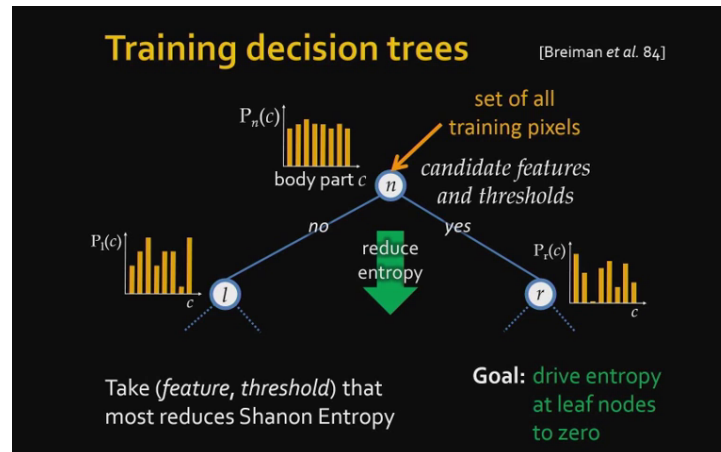 Training decision trees
[Breiman et al. 84]
set of all
training pixels
Pn(c)
body part c
n
candidate features
and thresholds
no
yes
reduce
entropy
Pl(c)
c
l
Pr(c)
c
r
Take (feature, threshold) that
most reduces Shanon Entropy
Goal: drive entropy
at leaf nodes
to zero